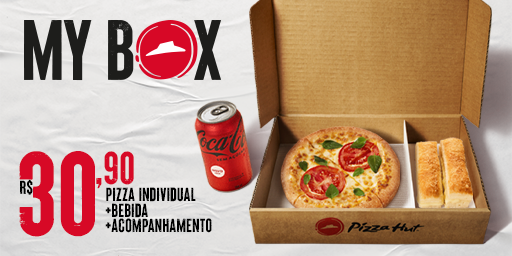 MY BOX
R$ 30,90
PIZZA INDIVIDUAL
+BEBIDA
+ACOMPANHAMENTO
Coca-Cola
Pizza Hut